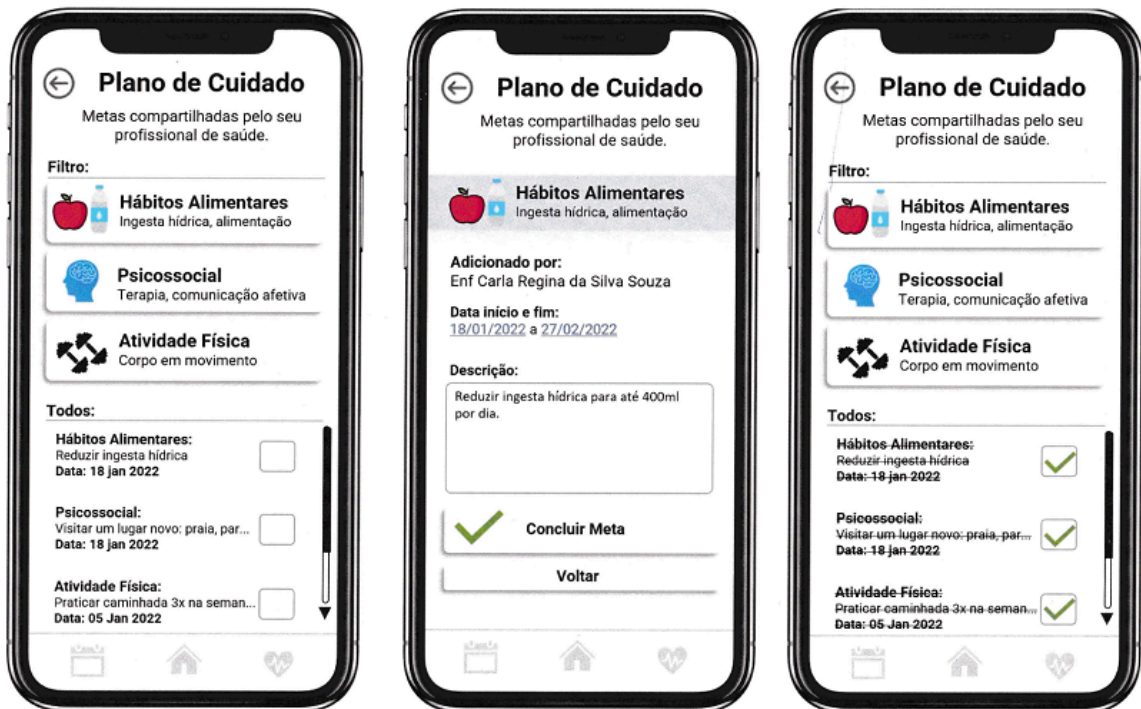 Plano de Cuidado
Metas compartilhadas pelo seu
profissional de saúde.
Filtro:
Hábitos Alimentares
Ingesta hídrica, alimentação
Psicossocial
Terapia, comunicação afetiva
Atividade Física
Corpo em movimento
Todos:
Hábitos Alimentares:
Reduzir ingesta hídrica
Data: 18 jan 2022
Psicossocial:
Visitar um lugar novo: praia, par...
Data: 18 jan 2022
Atividade Física:
Praticar caminhada 3x na seman...
Data: 05 Jan 2022
Plano de Cuidado
Metas compartilhadas pelo seu
profissional de saúde.
Hábitos Alimentares
Ingesta hídrica, alimentação
Adicionado por:
Enf Carla Regina da Silva Souza
Data início e fim:
18/01/2022 a 27/02/2022
Descrição:
Reduzir ingesta hídrica para até 400ml
por dia.
Concluir Meta
Voltar
Plano de Cuidado
Metas compartilhadas pelo seu
profissional de saúde.
Filtro:
Hábitos Alimentares
Ingesta hídrica, alimentação
Psicossocial
Terapia, comunicação afetiva
Atividade Física
Corpo em movimento
Todos:
Hábitos Alimentares:
Reduzir ingesta hídrica
Data: 18 jan 2022
Psicossocial:
Visitar um lugar novo: praia, par...
Data: 18 jan 2022
Atividade Física:
Praticar caminhada 3x na seman...
Data: 05 Jan 2022